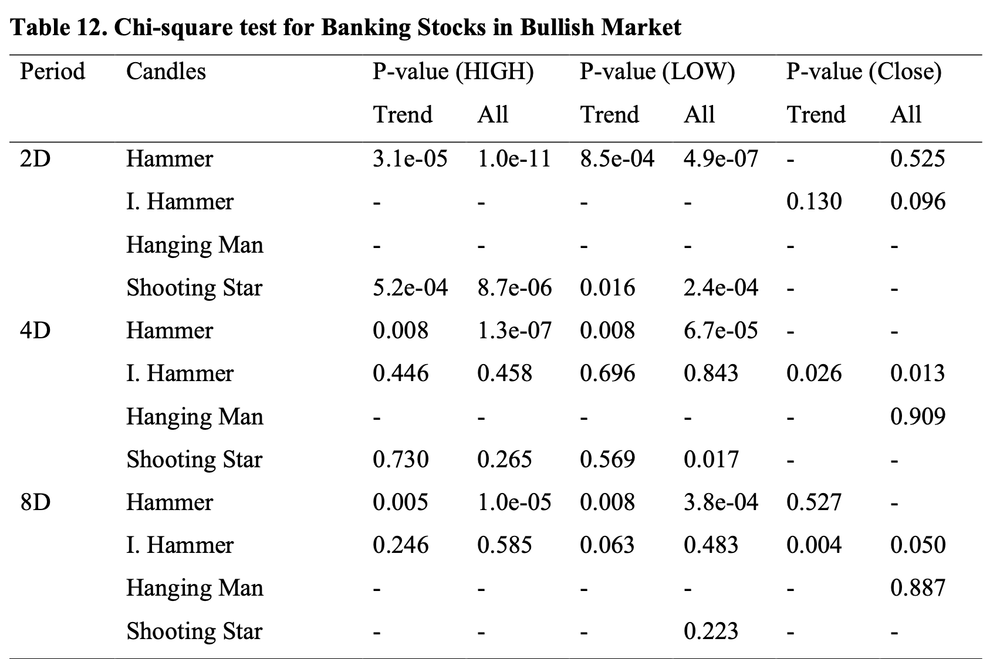 Table 12. Chi-square test for Banking Stocks in Bullish Market
Period Candles P-value (HIGH) P-value (LOW) P-value (Close)
Trend All Trend All Trend All
2D Hammer 3.1e-05 1.0e-11 8.5e-04 4.9e-07 - 0.525
I. Hammer - - - - 0.130 0.096
Hanging Man - - - - - -
Shooting Star 5.2e-04 8.7e-06 0.016 2.4e-04 - -
4D Hammer 0.008 1.3e-07 0.008 6.7e-05 - -
I. Hammer 0.446 0.458 0.696 0.843 0.026 0.013
Hanging Man - - - - - 0.909
Shooting Star 0.730 0.265 0.569 0.017 - -
8D Hammer 0.005 1.0e-05 0.008 3.8e-04 0.527 -
I. Hammer 0.246 0.585 0.063 0.483 0.004 0.050
Hanging Man - - - - - 0.887
Shooting Star - - - 0.223 - -